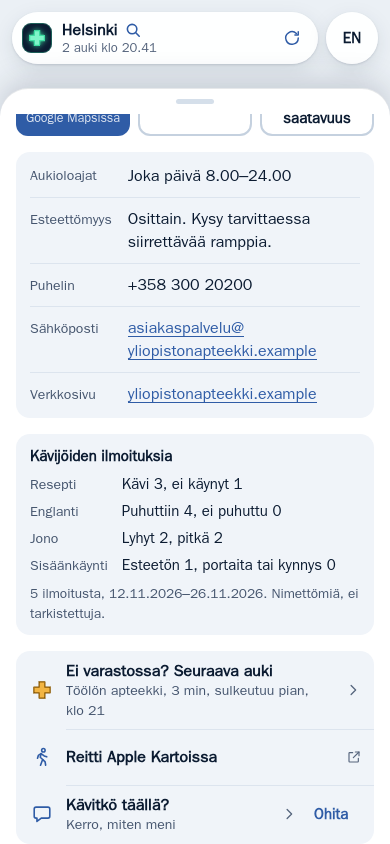 Helsinki
2 auki klo 20.41
EN
Google Mapsissa
saatavuus
Aukioloajat Joka päivä 8.00–24.00
Esteettömyys Osittain. Kysy tarvittaessa
siirrettävää ramppia.
Puhelin +358 300 20200
Sähköposti asiakaspalvelu@
yliopistonapteekki.example
Verkkosivu yliopistonapteekki.example
Kävijöiden ilmoituksia
Resepti Kävi 3, ei käynyt 1
Englanti Puhuttiin 4, ei puhuttu 0
Jono Lyhyt 2, pitkä 2
Sisäänkäynti Esteetön 1, portaita tai kynnys 0
5 ilmoitusta, 12.11.2026–26.11.2026. Nimettömiä, ei
tarkistettuja.
Ei varastossa? Seuraava auki
Töölön apteekki, 3 min, sulkeutuu pian,
klo 21
Reitti Apple Kartoissa
Kävitkö täällä?
Kerro, miten meni
Ohita